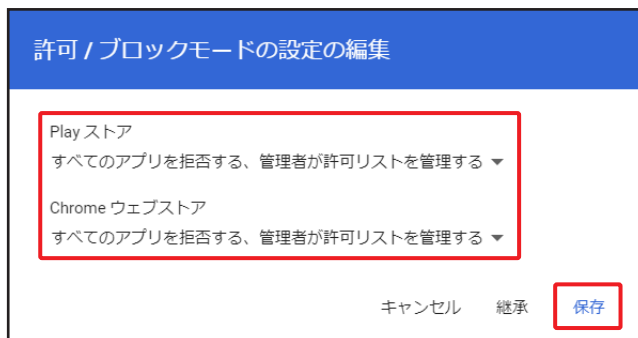 許可 / ブロックモードの設定の編集
Play ストア
すべてのアプリを拒否する、管理者が許可リストを管理する
Chrome ウェブストア
すべてのアプリを拒否する、管理者が許可リストを管理する
キャンセル 継承 保存